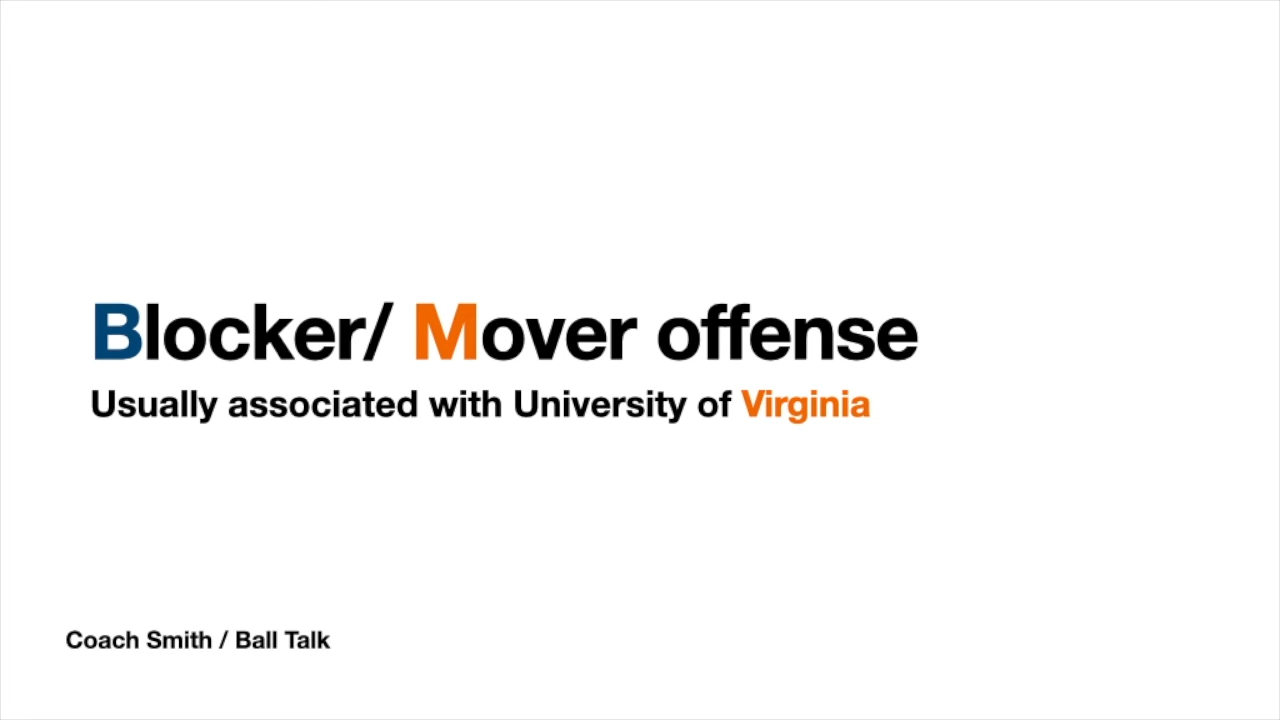 Blocker/ Mover offense
Usually associated with University of Virginia
Coach Smith / Ball Talk